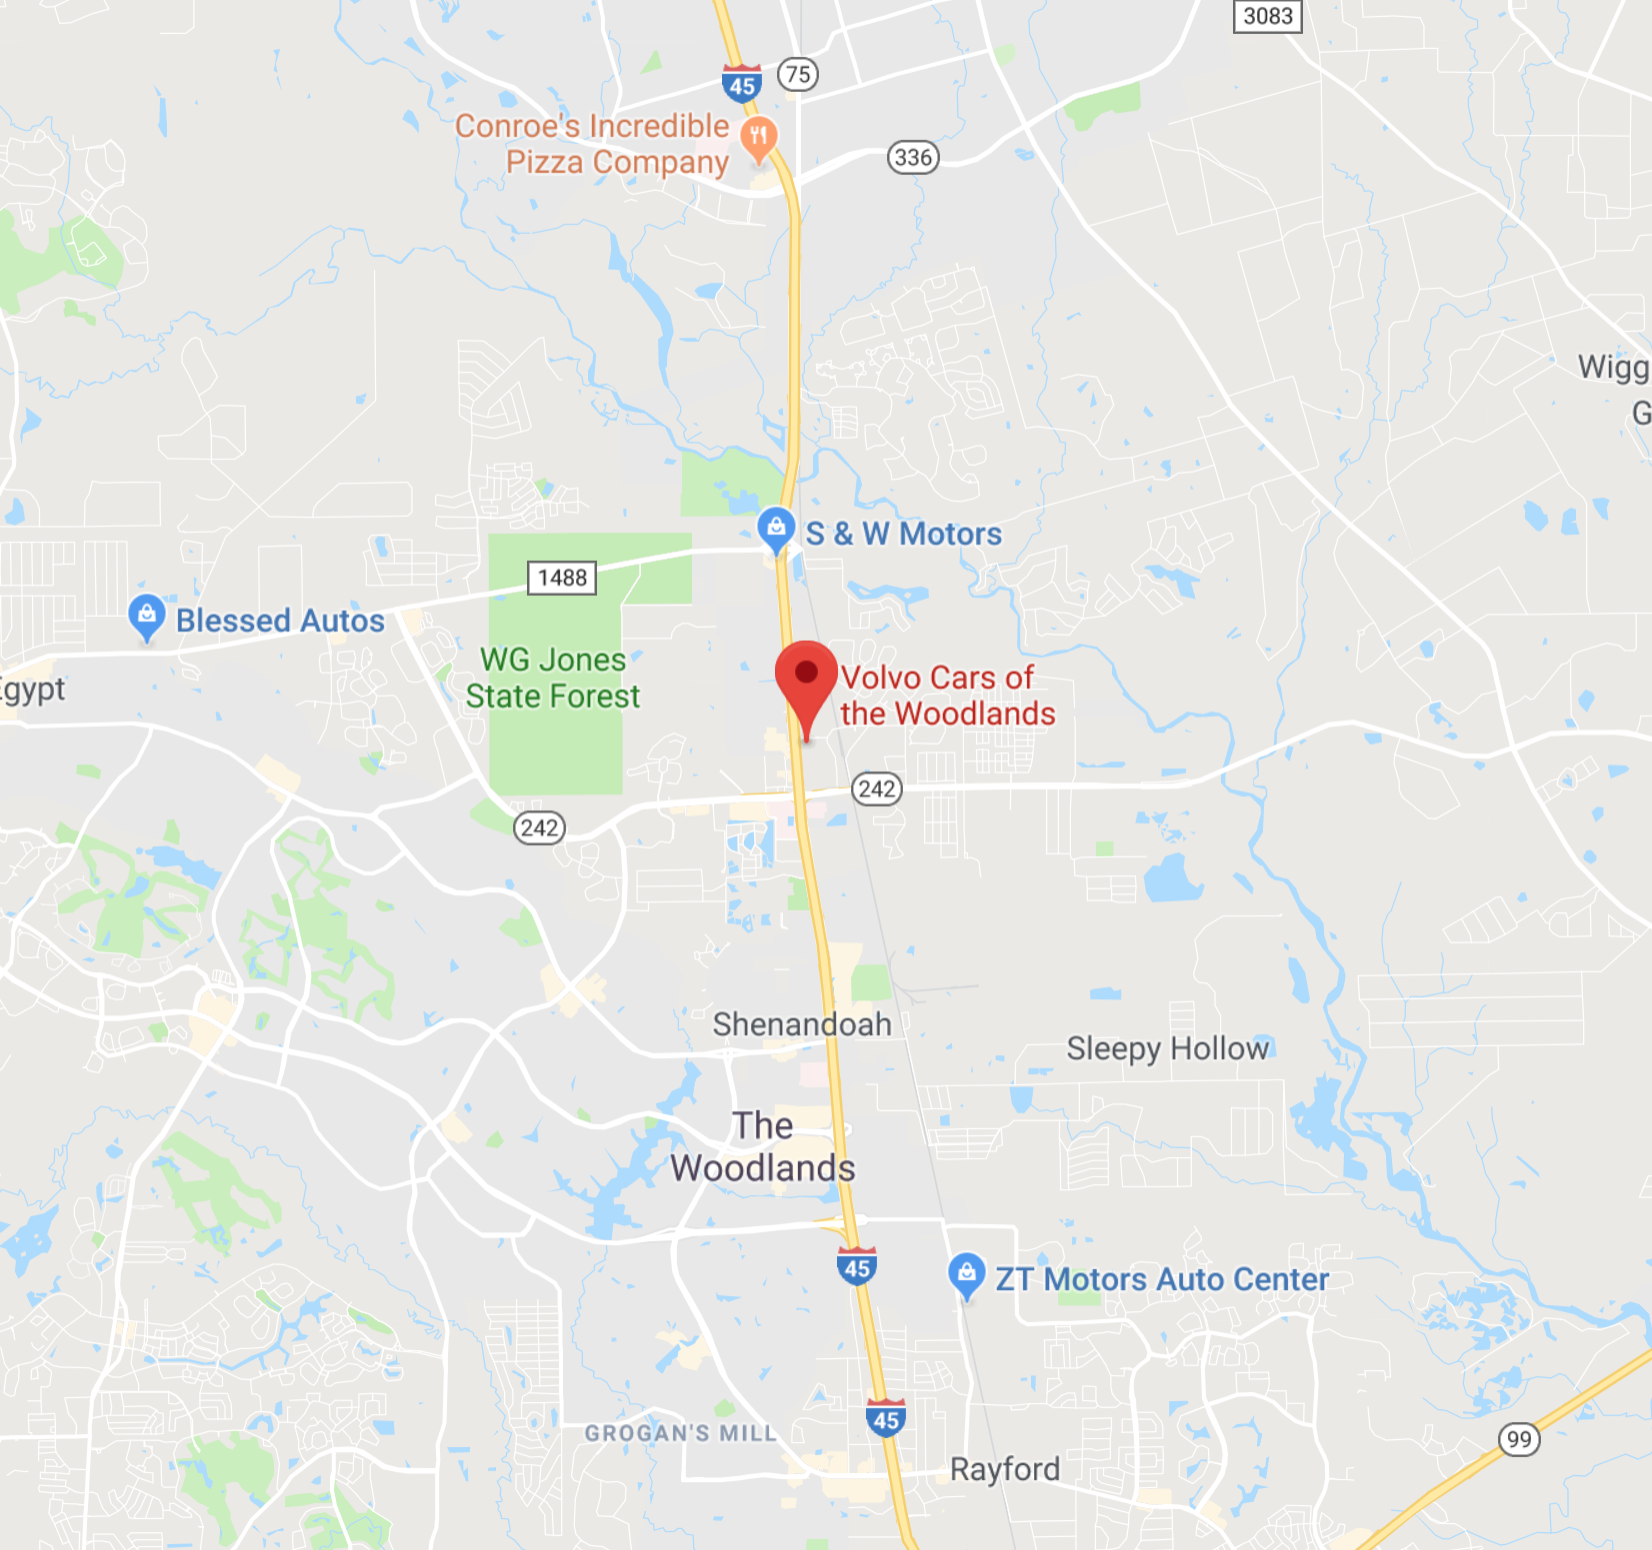 3083
45
75
Conroe's Incredible
Pizza Company
336
Wigg
G
S & W Motors
1488
Blessed Autos
WG Jones
State Forest
Egypt
Volvo Cars of
the Woodlands
242
242
Shenandoah
Sleepy Hollow
The
Woodlands
45
ZT Motors Auto Center
45
GROGAN'S MILL
99
Rayford